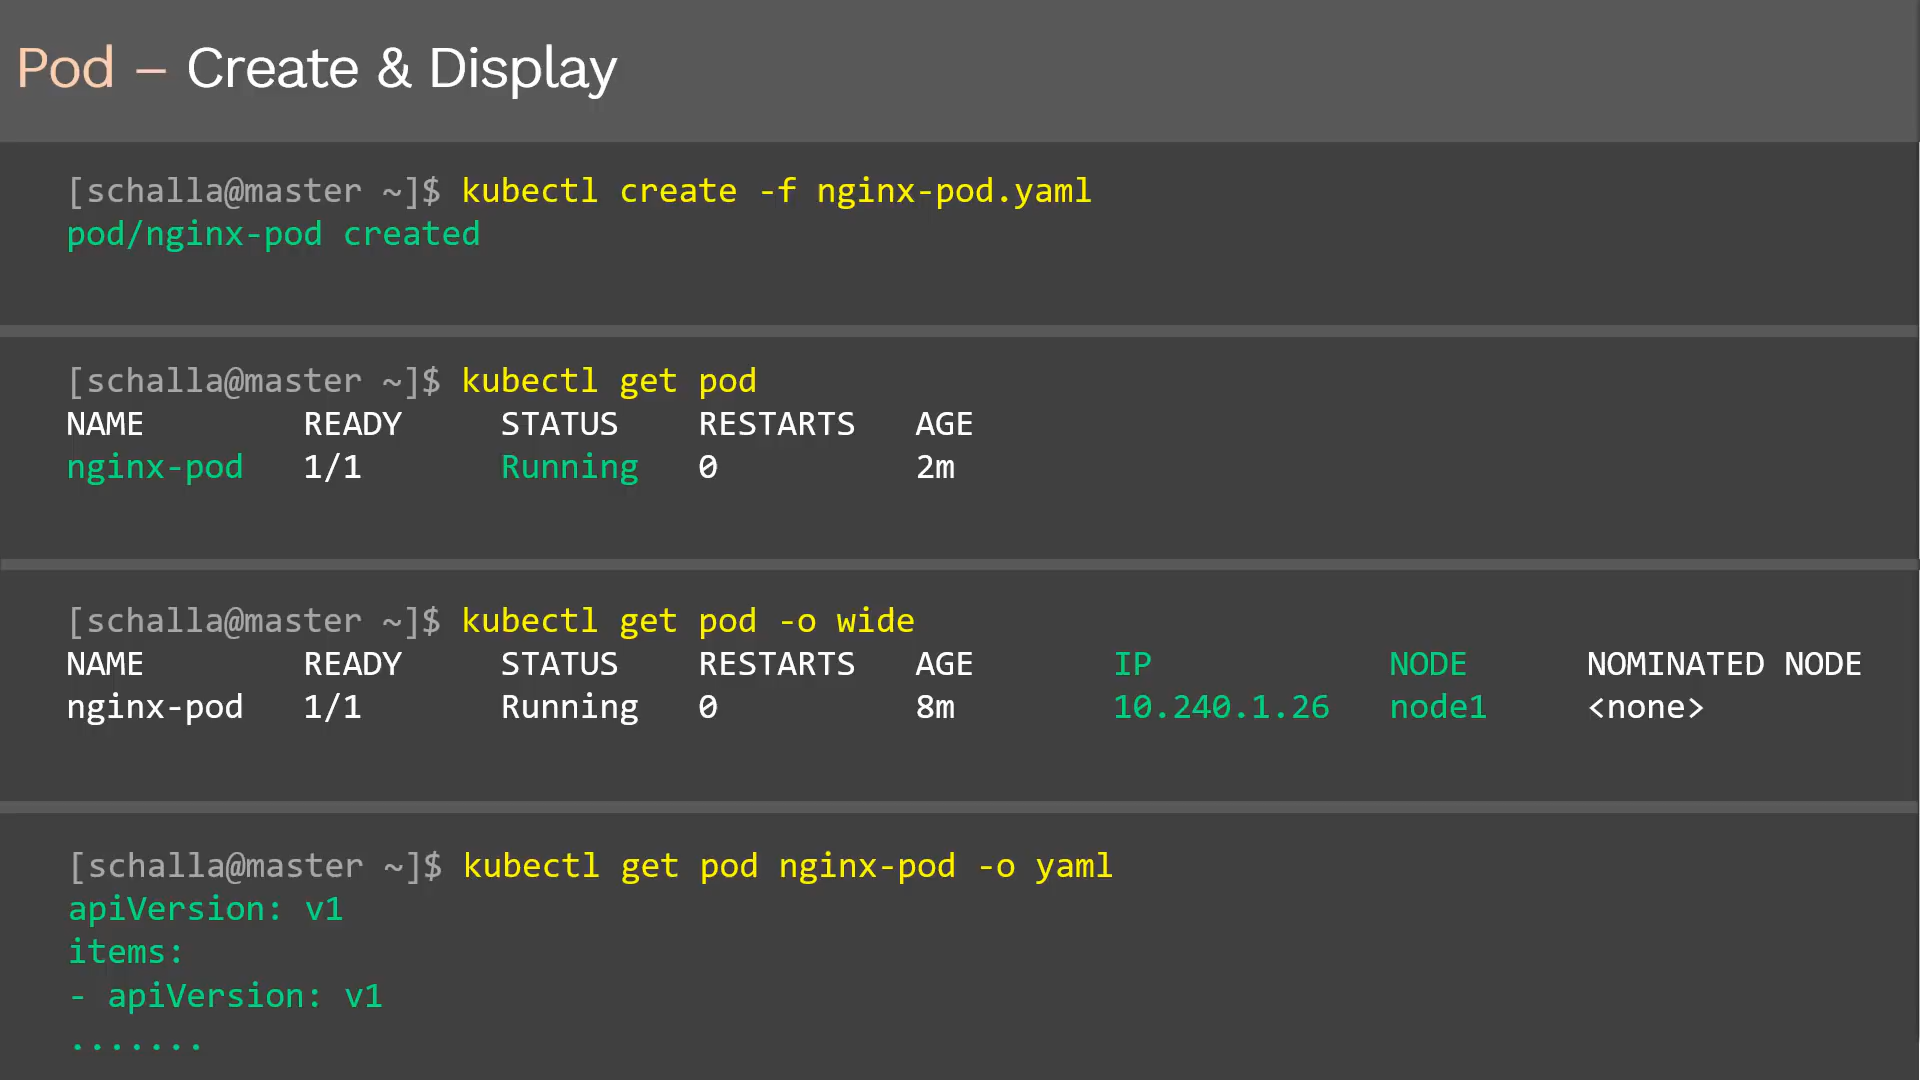 Pod – Create & Display
[schalla@master ~]$ kubectl create -f nginx-pod.yaml
pod/nginx-pod created
[schalla@master ~]$ kubectl get pod
NAME READY STATUS RESTARTS AGE
nginx-pod 1/1 Running 0 2m
[schalla@master ~]$ kubectl get pod -o wide
NAME READY STATUS RESTARTS AGE IP NODE NOMINATED NODE
nginx-pod 1/1 Running 0 8m 10.240.1.26 node1 <none>
[schalla@master ~]$ kubectl get pod nginx-pod -o yaml
apiVersion: v1
items:
- apiVersion: v1
.......